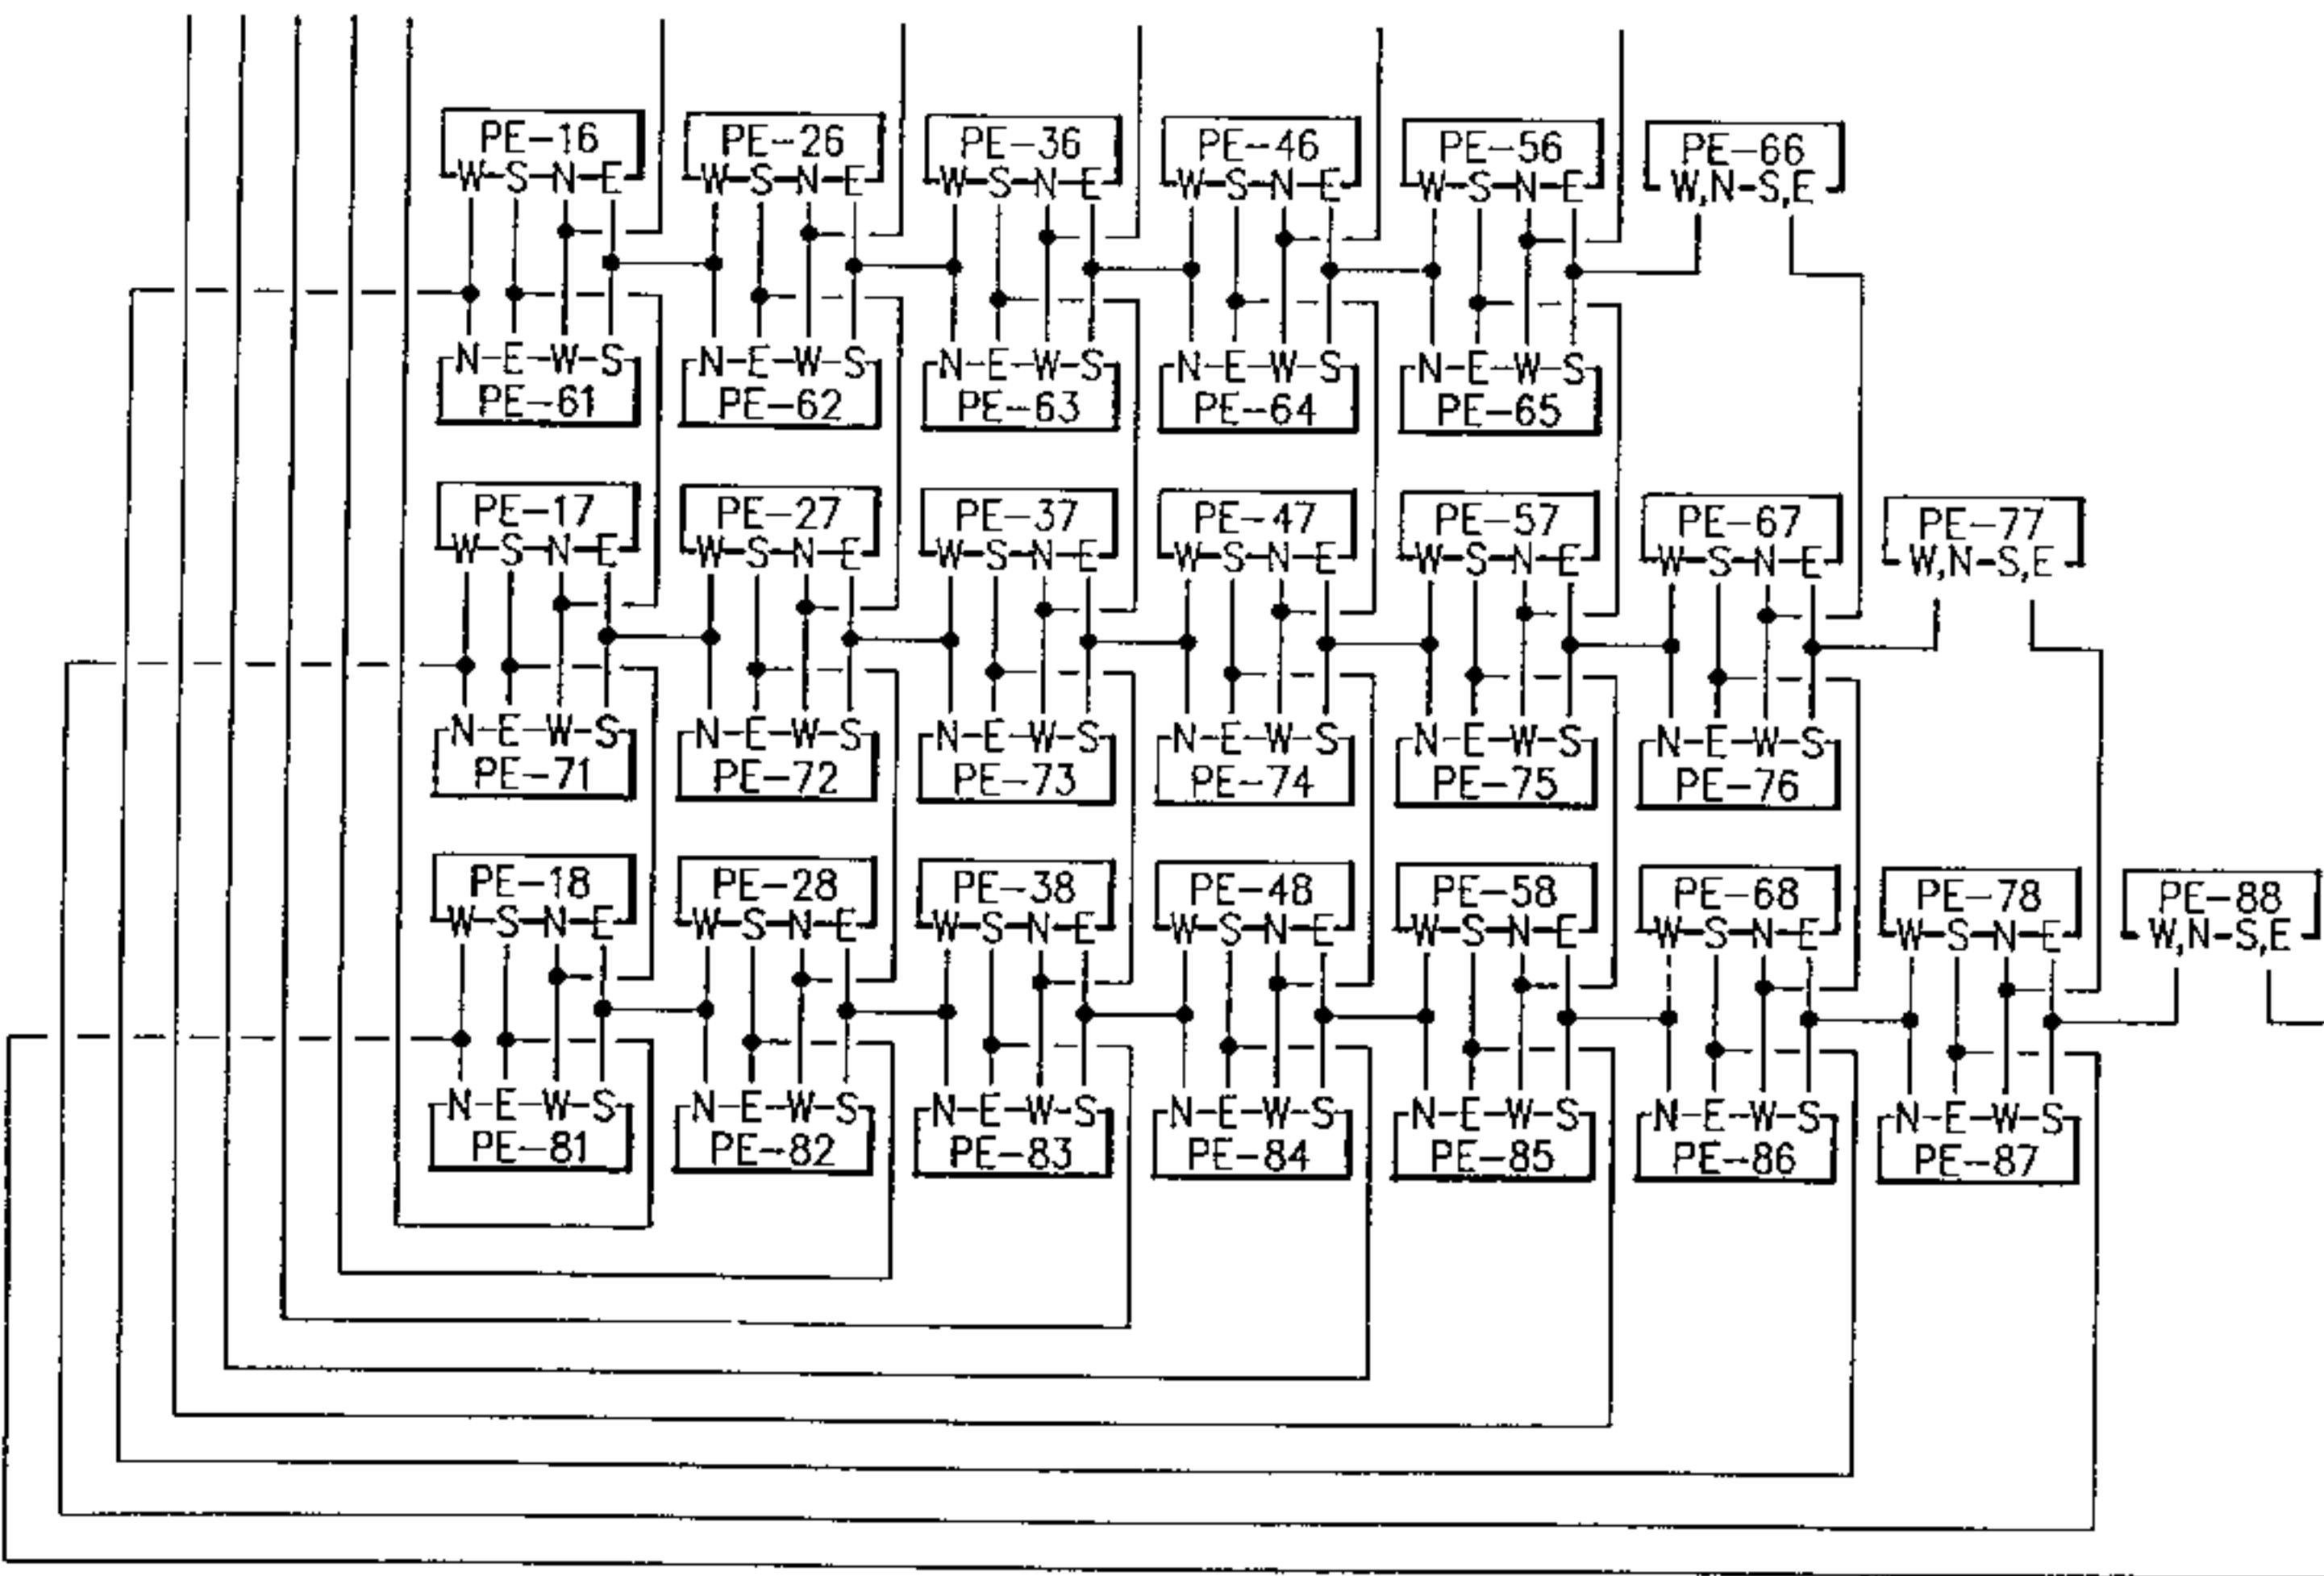 PE-16 PE-26 PE-36 PE-46 PE-56 PE-66
W-S-N-E W-S-N-E W-S-N-E W-S-N-E W-S-N-E W,N-S,E
N-E-W-S N-E-W-S N-E-W-S N-E-W-S N-E-W-S
PE-61 PE-62 PE-63 PE-64 PE-65
PE-17 PE-27 PE-37 PE-47 PE-57 PE-67 PE-77
W-S-N-E W-S-N-E W-S-N-E W-S-N-E W-S-N-E W-S-N-E W,N-S,E
N-E-W-S N-E-W-S N-E-W-S N-E-W-S N-E-W-S N-E-W-S
PE-71 PE-72 PE-73 PE-74 PE-75 PE-76
PE-18 PE-28 PE-38 PE-48 PE-58 PE-68 PE-78 PE-88
W-S-N-E W-S-N-E W-S-N-E W-S-N-E W-S-N-E W-S-N-E W-S-N-E W,N-S,E
N-E-W-S N-E-W-S N-E-W-S N-E-W-S N-E-W-S N-E-W-S N-E-W-S
PE-81 PE-82 PE-83 PE-84 PE-85 PE-86 PE-87